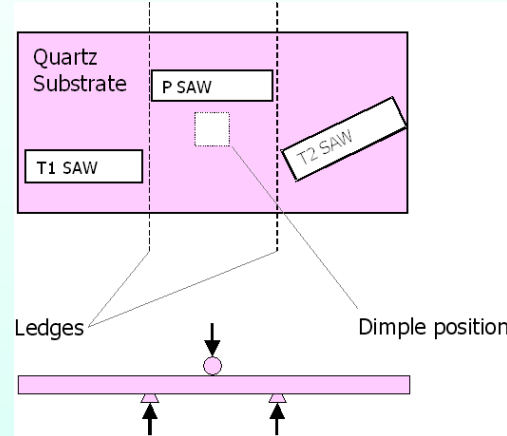 Quartz
Substrate
P SAW
T1 SAW
T2 SAW
Ledges
Dimple position